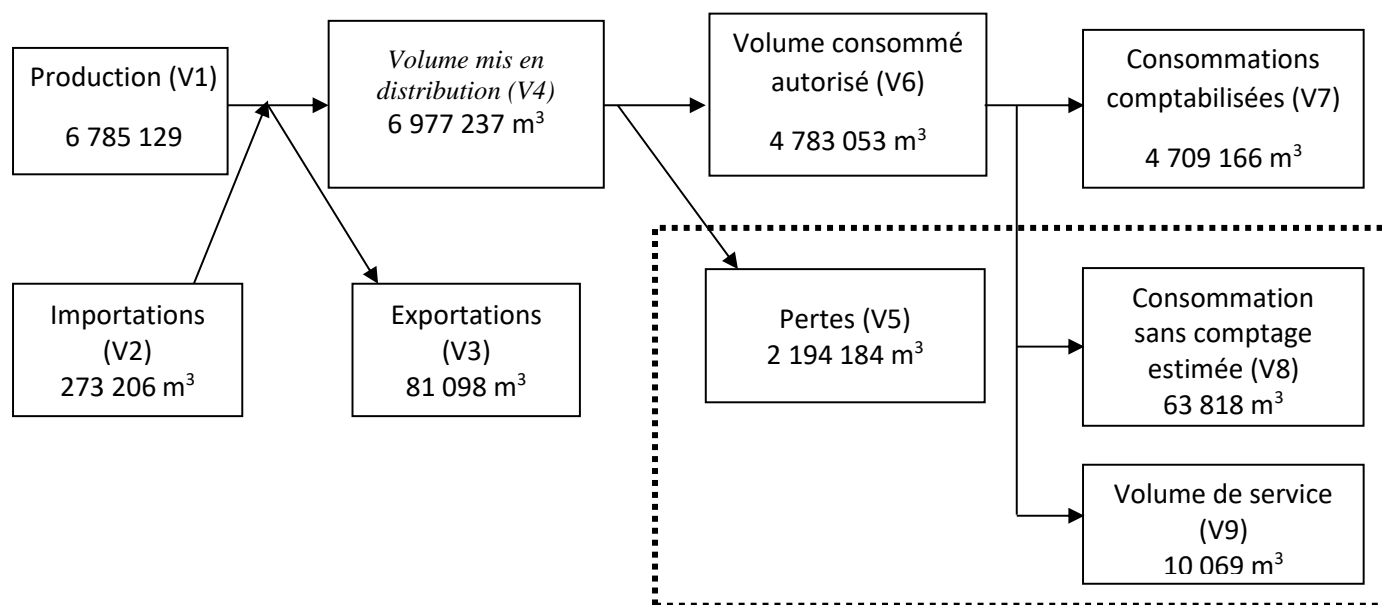 Production (V1)
6 785 129
Volume mis en
distribution (V4)
6 977 237 m³
Volume consommé
autorisé (V6)
4 783 053 m³
Consommations
comptabilisées (V7)
4 709 166 m³
Importations
(V2)
273 206 m³
Exportations
(V3)
81 098 m³
Pertes (V5)
2 194 184 m³
Consommation
sans comptage
estimée (V8)
63 818 m³
Volume de service
(V9)
10 069 m³